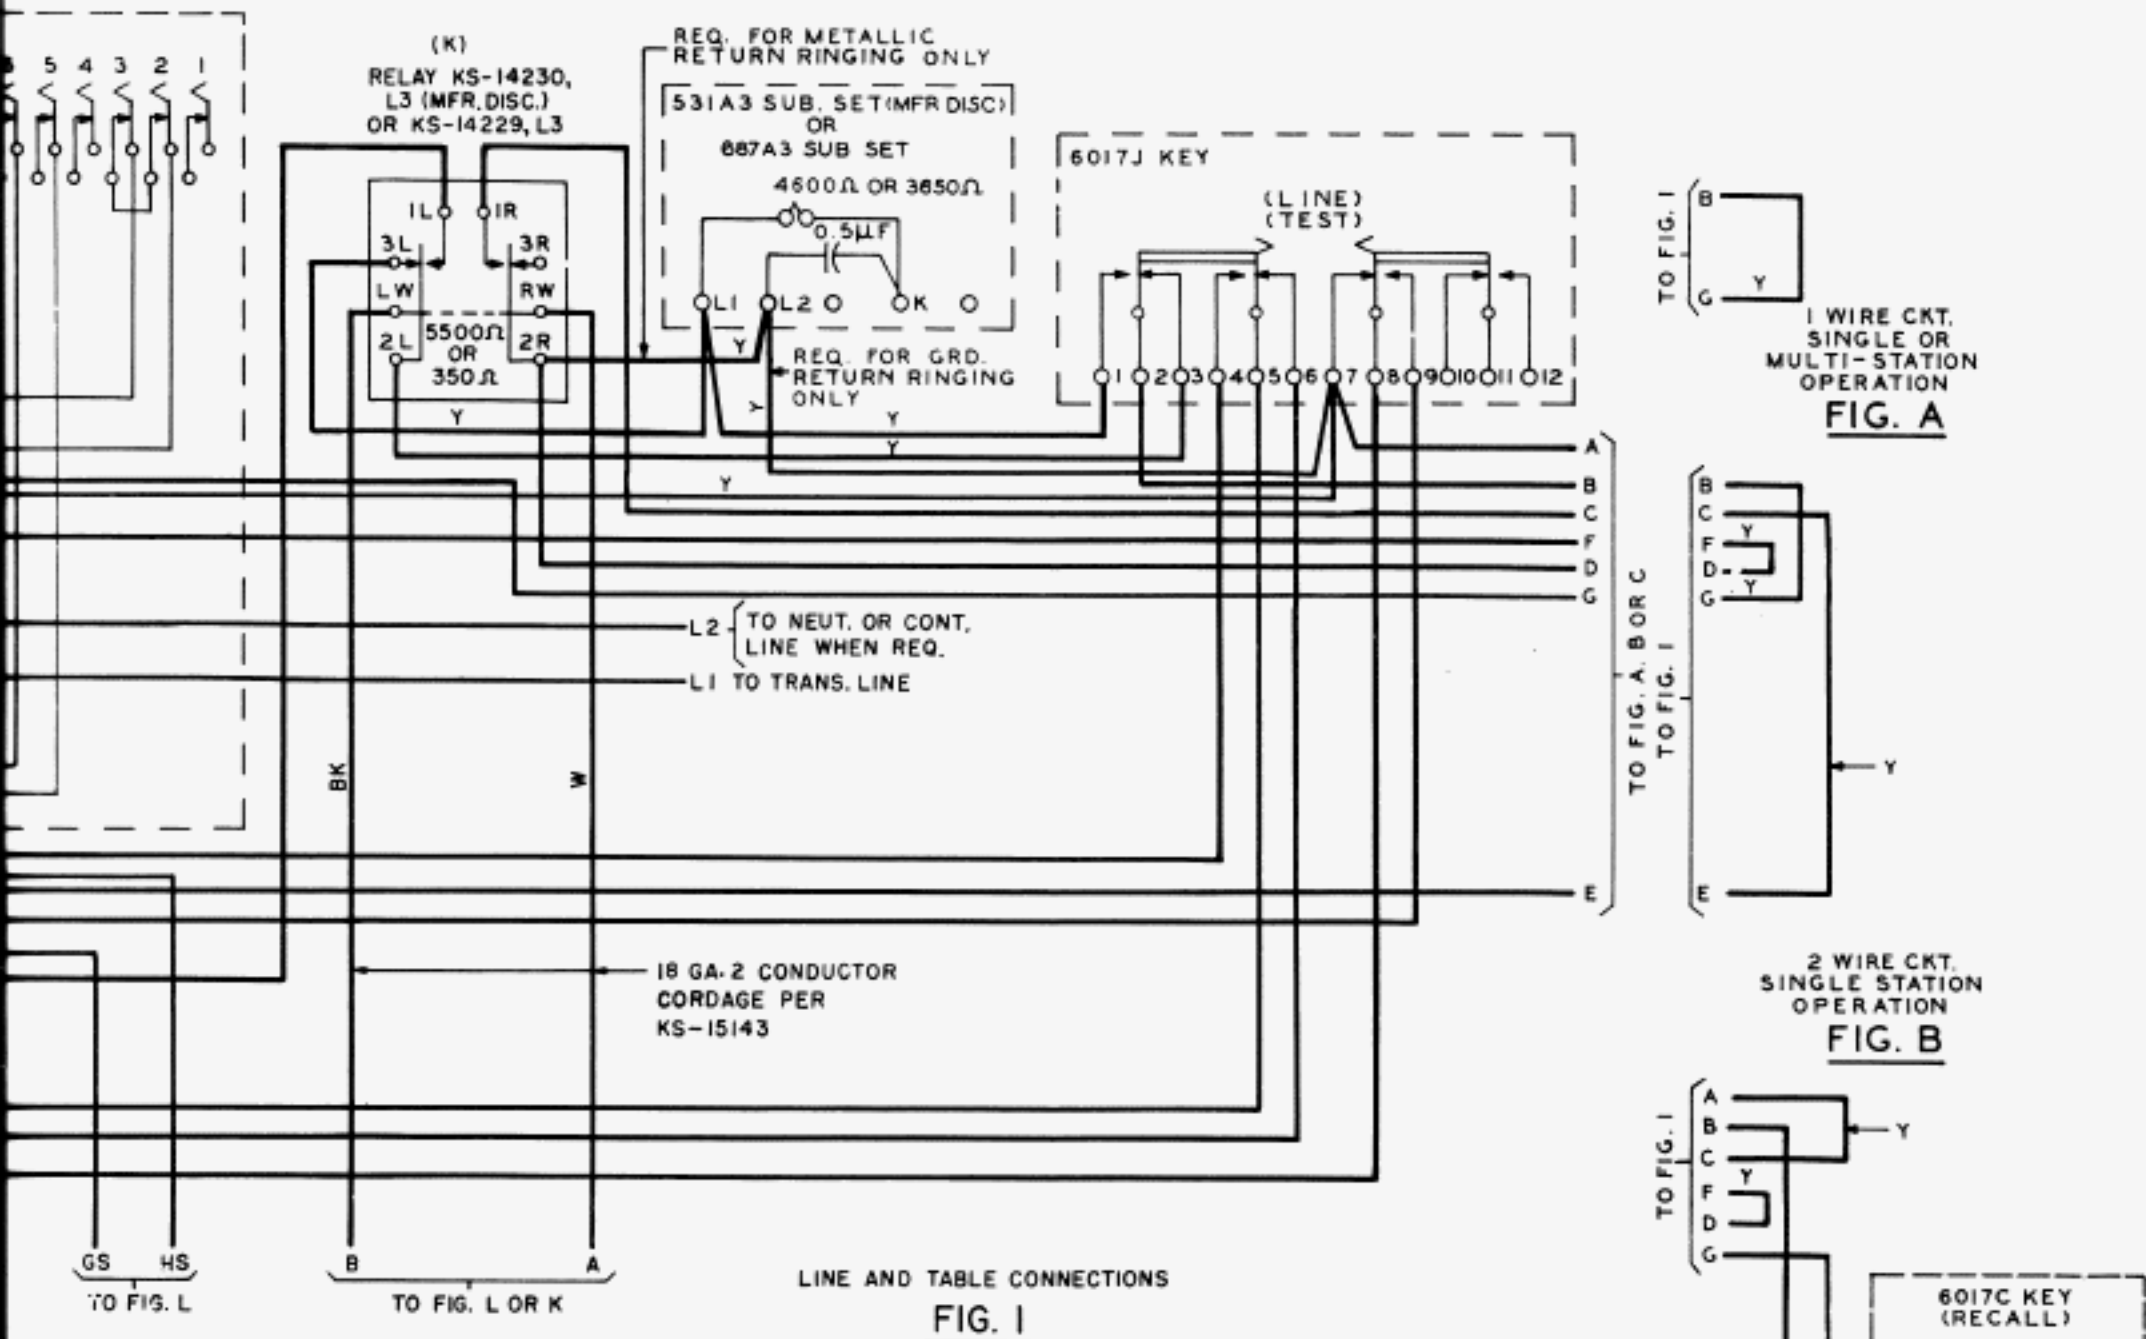 5 4 3 2 1
(K)
RELAY KS-14230,
L3 (MFR. DISC.)
OR KS-14229, L3
1L 1R
3L 3R
LW RW
5500Ω
OR
350Ω
2L 2R
Y
REQ. FOR METALLIC
RETURN RINGING ONLY
531A3 SUB. SET (MFR DISC)
OR
687A3 SUB SET
4600Ω OR 3650Ω
0.5μF
L1 L2 K
Y
REQ. FOR GRD.
RETURN RINGING
ONLY
Y
Y
Y
Y
6017J KEY
(LINE)
(TEST)
1 2 3 4 5 6 7 8 9 10 11 12
A
B
C
F
D
G
E
TO FIG. A, B OR C
L2 TO NEUT. OR CONT.
LINE WHEN REQ.
L1 TO TRANS. LINE
BK
W
18 GA. 2 CONDUCTOR
CORDAGE PER
KS-15143
GS HS
TO FIG. L
B A
TO FIG. L OR K
LINE AND TABLE CONNECTIONS
FIG. 1
TO FIG. 1
B
Y
G
1 WIRE CKT.
SINGLE OR
MULTI-STATION
OPERATION
FIG. A
TO FIG. 1
B
C
Y
F
D
Y
G
Y
E
2 WIRE CKT.
SINGLE STATION
OPERATION
FIG. B
TO FIG. 1
A
B
Y
C
Y
F
D
G
6017C KEY
(RECALL)